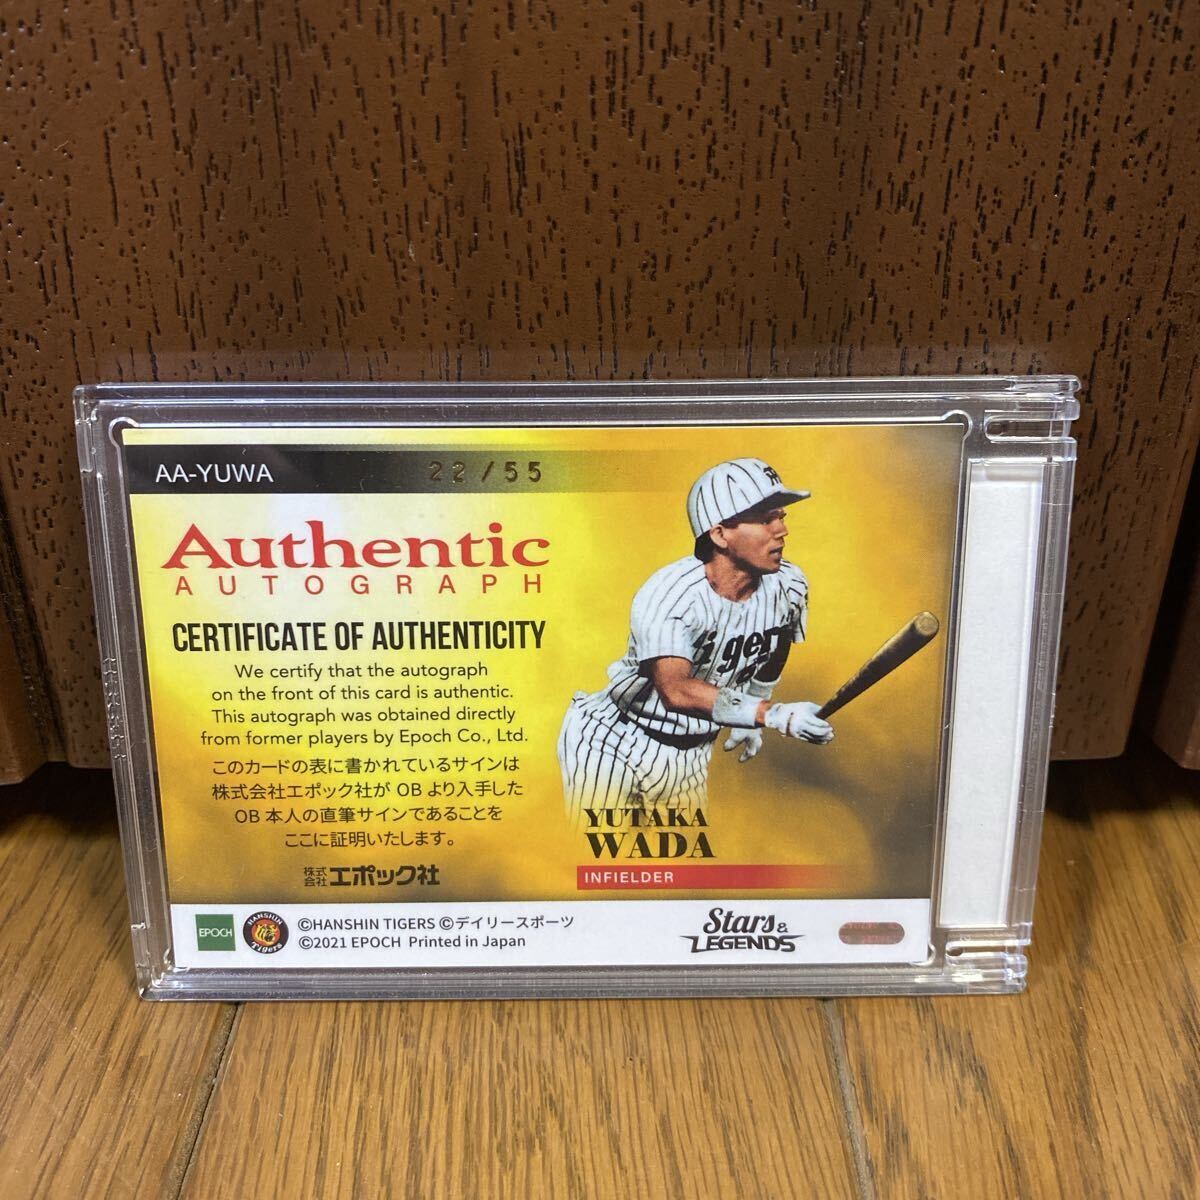 AA-YUWA
22/55
Authentic
AUTOGRAPH
CERTIFICATE OF AUTHENTICITY
We certify that the autograph
on the front of this card is authentic.
This autograph was obtained directly
from former players by Epoch Co., Ltd.
このカードの表に書かれているサインは
株式会社エポック社が OB より入手した
OB 本人の直筆サインであることを
ここに証明いたします。
株式会社エポック社
Tigers
YUTAKA
WADA
INFIELDER
EPOCH
HANSHIN
Tigers
©HANSHIN TIGERS ©デイリースポーツ
©2021 EPOCH Printed in Japan
Stars &
LEGENDS